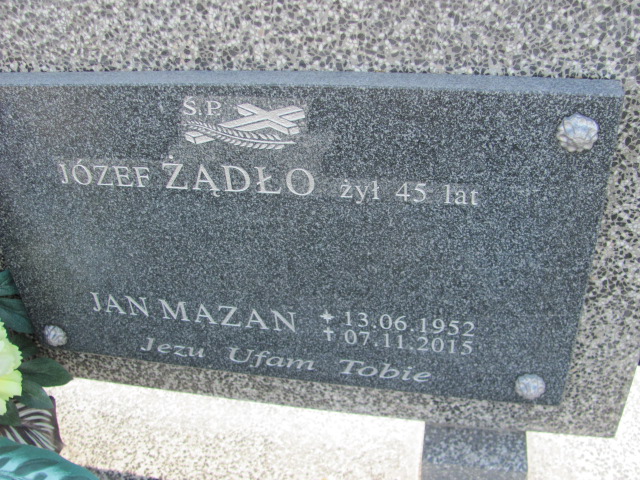 Ś.P.
JÓZEF ŻĄDŁO żył 45 lat
JAN MAZAN ✦ 13.06.1952
✝ 07.11.2015
Jezu Ufam Tobie